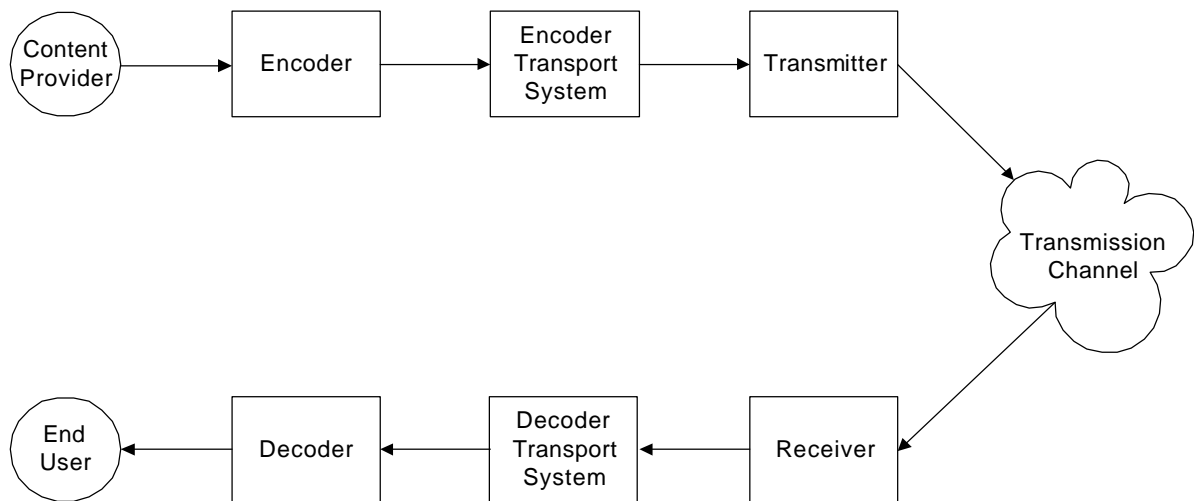 Content
Provider
Encoder
Encoder
Transport
System
Transmitter
Transmission
Channel
End
User
Decoder
Decoder
Transport
System
Receiver